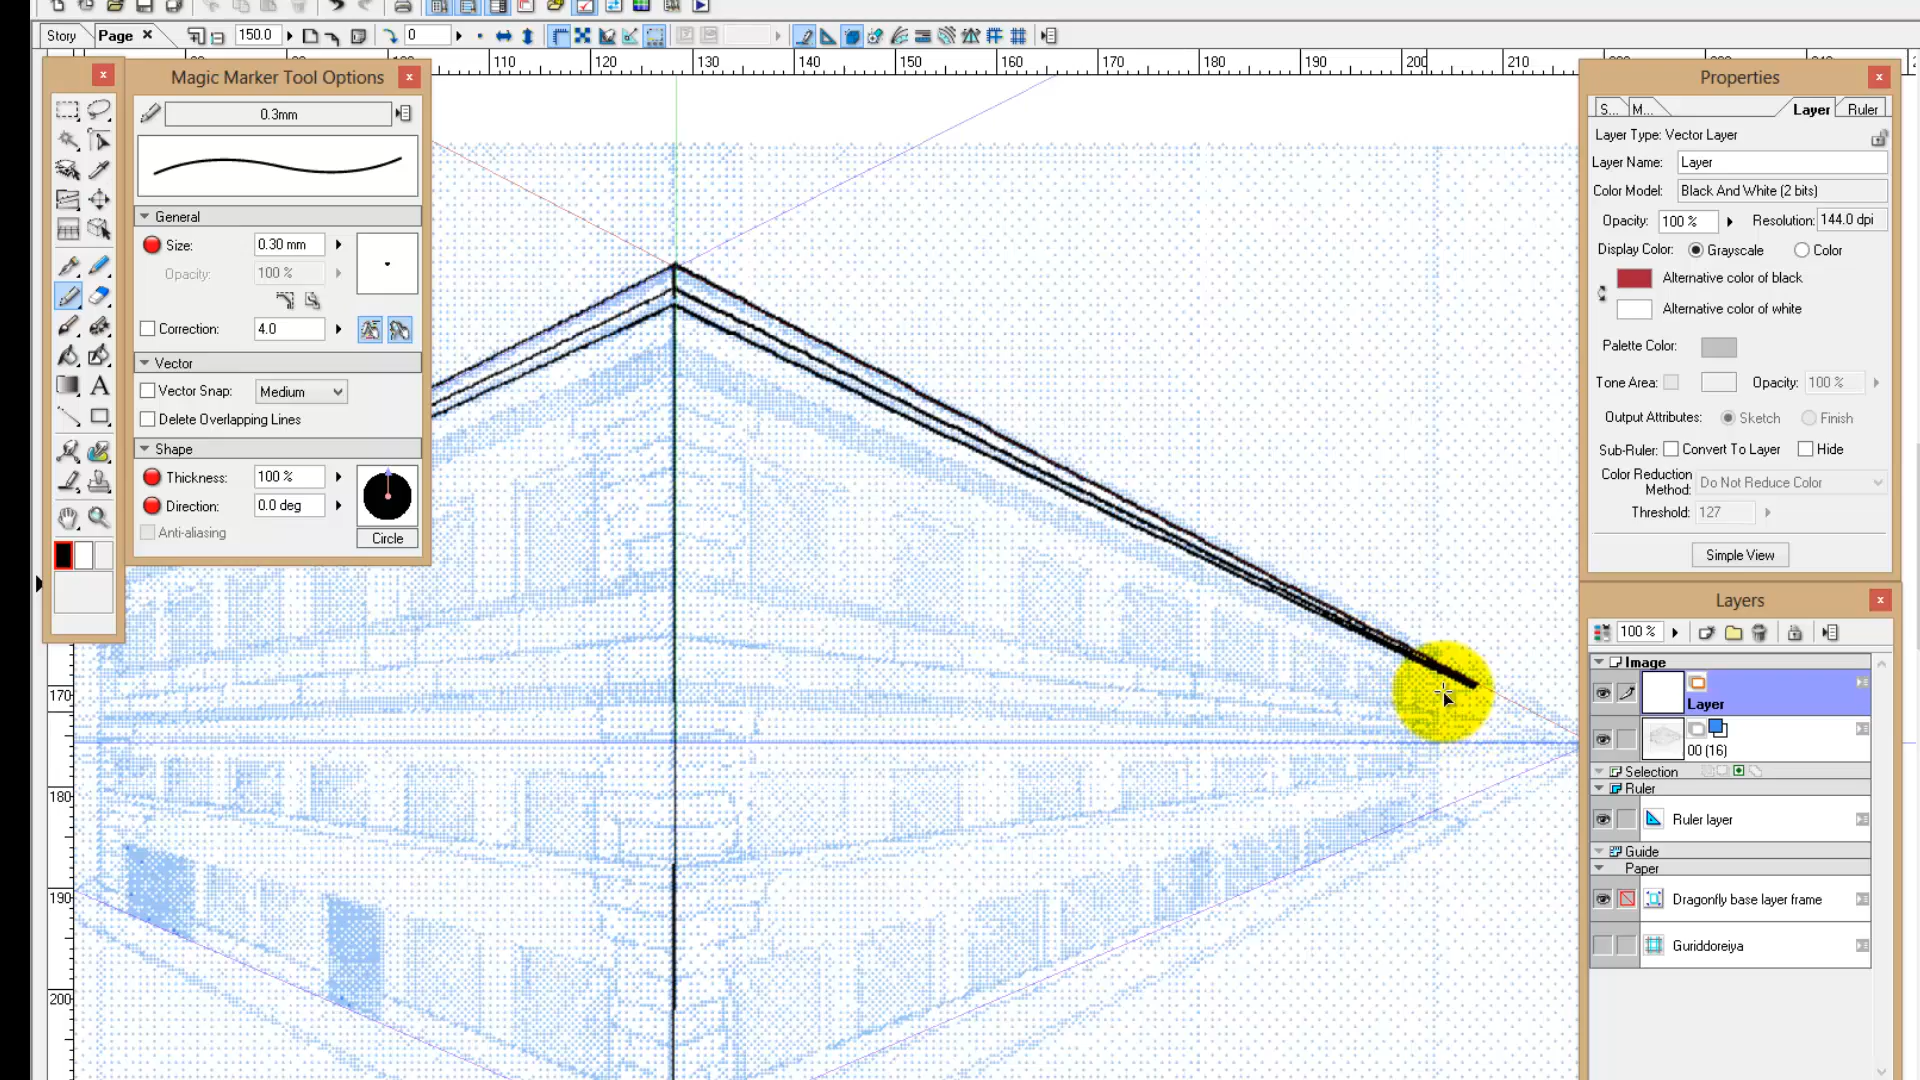 Story Page 150.0 0
110 120 130 140 150 160 170 180 190 200 210
Magic Marker Tool Options
0.3mm
General
Size: 0.30 mm
Opacity: 100 %
Correction: 4.0
Vector
Vector Snap: Medium
Delete Overlapping Lines
Shape
Thickness: 100 %
Direction: 0.0 deg
Anti-aliasing
Circle
170
180
190
200
Properties
S... M... Layer Ruler
Layer Type: Vector Layer
Layer Name: Layer
Color Model: Black And White (2 bits)
Opacity: 100 % Resolution: 144.0 dpi
Display Color: Grayscale Color
Alternative color of black
Alternative color of white
Palette Color:
Tone Area: Opacity: 100 %
Output Attributes: Sketch Finish
Sub-Ruler: Convert To Layer Hide
Color Reduction
Method: Do Not Reduce Color
Threshold: 127
Simple View
Layers
100 %
Image
Layer
00 (16)
Selection
Ruler
Ruler layer
Guide
Paper
Dragonfly base layer frame
Guriddoreiya